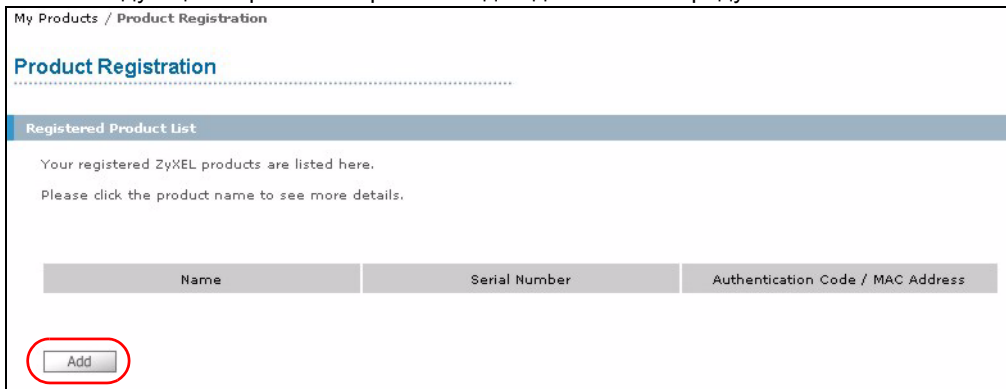 My Products / Product Registration
Product Registration
Registered Product List
Your registered ZyXEL products are listed here.
Please click the product name to see more details.
Name Serial Number Authentication Code / MAC Address
Add